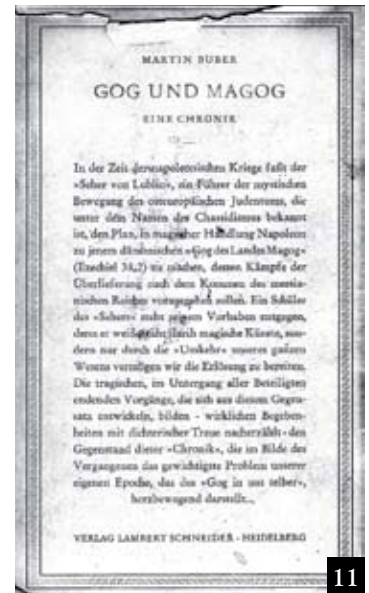 MARTIN BUBER
GOG UND MAGOG
EINE CHRONIK
In der Zeit der napoleonischen Kriege faßt der
»Seher von Lublin«, ein Führer der mystischen
Bewegung des osteuropäischen Judentums, die
unter dem Namen des Chassidismus bekannt
ist, den Plan, in magischer Handlung Napoleon
zu jenem dämonischen »Gog des Landes Magog«
(Ezechiel 38,2) zu machen, dessen Kämpfe der
Überlieferung nach dem Kommen des messia-
nischen Reiches vorangehen sollen. Ein Schüler
des »Sehers« steht seinem Vorhaben entgegen,
denn er weiß: nicht durch magische Künste, son-
dern nur durch die »Umkehr« unseres ganzen
Wesens vermögen wir die Erlösung zu bereiten.
Die tragischen, im Untergang aller Beteiligten
endenden Vorgänge, die sich aus diesem Gegen-
satz entwickeln, bilden - wirklichen Begeben-
heiten mit dichterischer Treue nacherzählt - den
Gegenstand dieser »Chronik«, die im Bilde des
Vergangenen das gewichtigste Problem unserer
eigenen Epoche, das des »Gog in uns selber«,
herzbewegend darstellt...
VERLAG LAMBERT SCHNEIDER · HEIDELBERG
11